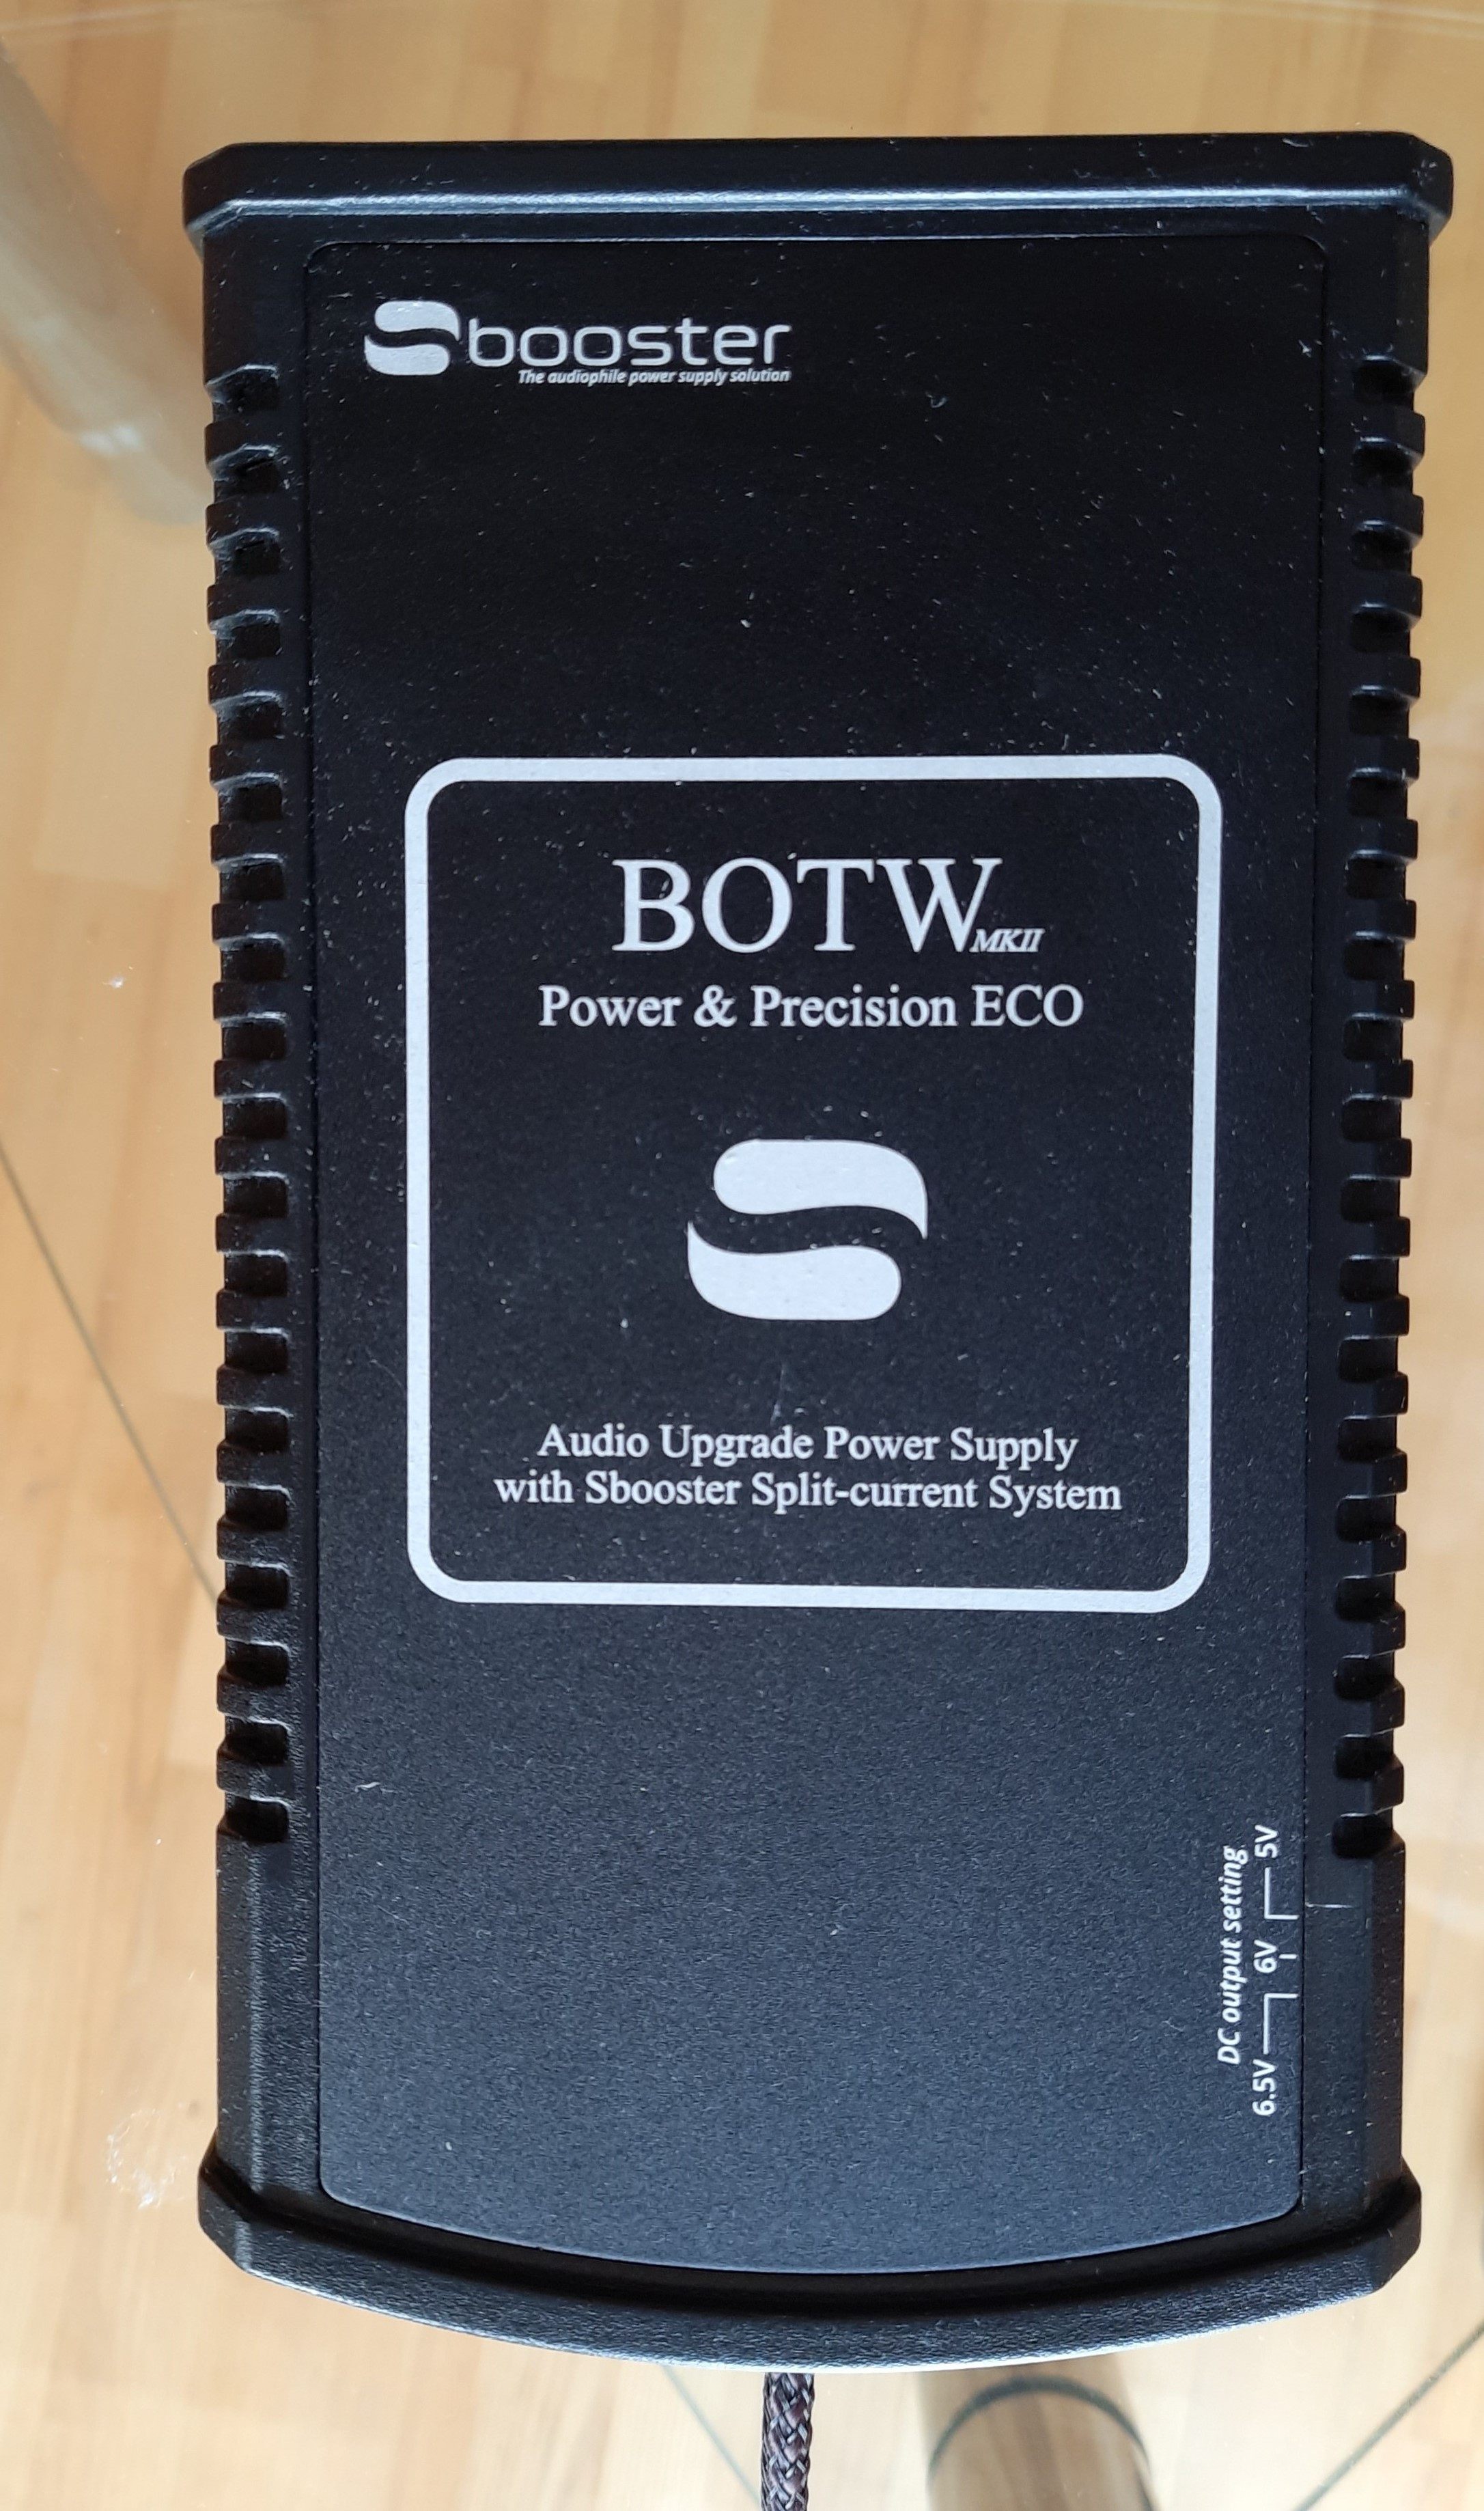 Sbooster
The audiophile power supply solution
BOTW MKII
Power & Precision ECO
Audio Upgrade Power Supply
with Sbooster Split-current System
DC output setting
6.5V 6V 5V